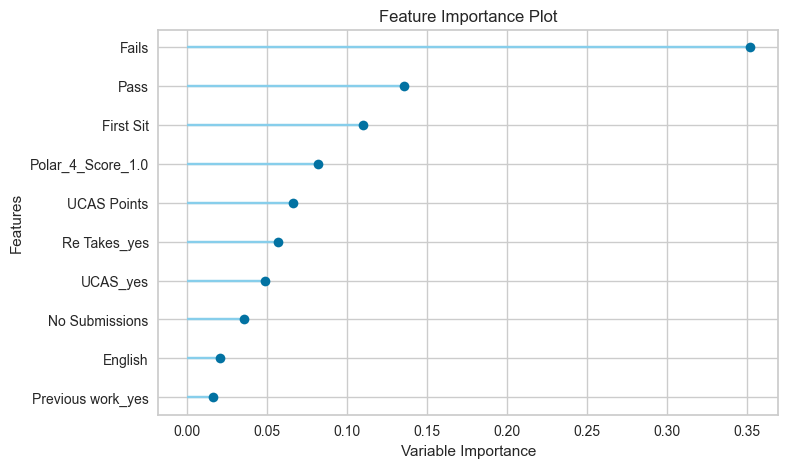 Feature Importance Plot
Features
Fails
Pass
First Sit
Polar_4_Score_1.0
UCAS Points
Re Takes_yes
UCAS_yes
No Submissions
English
Previous work_yes
0.00 0.05 0.10 0.15 0.20 0.25 0.30 0.35
Variable Importance